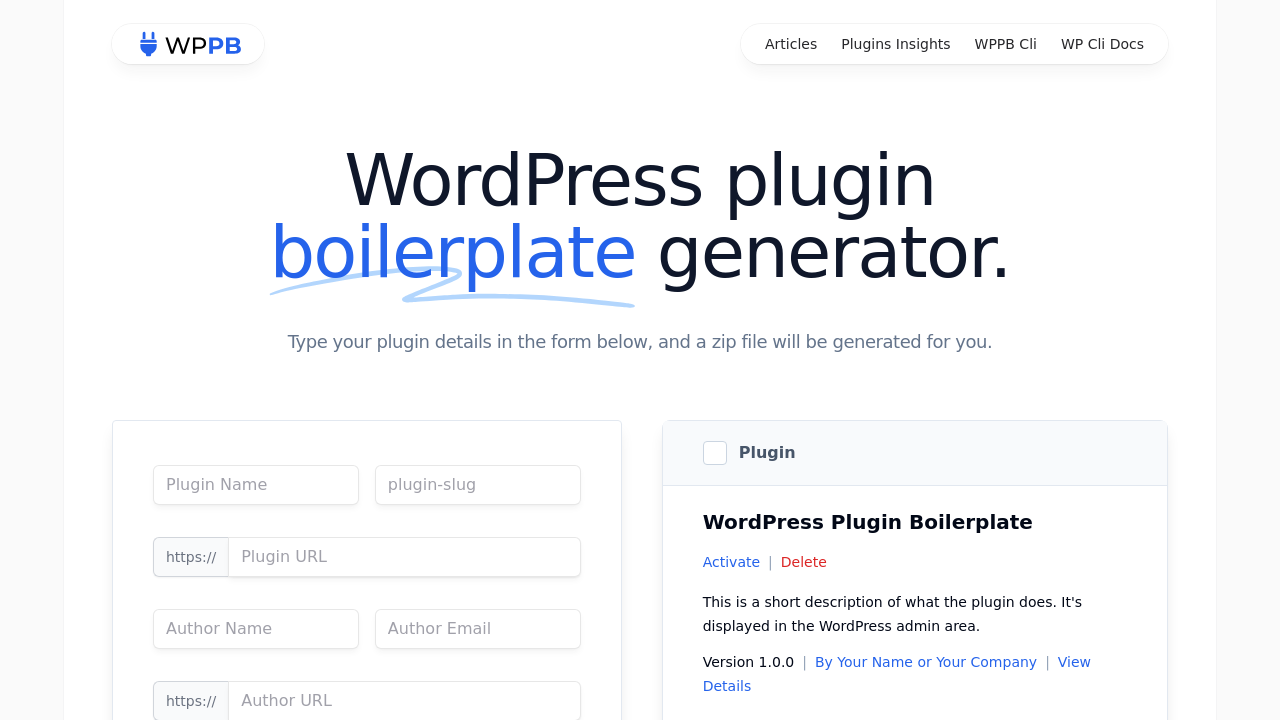 WPPB
Articles
Plugins Insights
WPPB Cli
WP Cli Docs
WordPress plugin
boilerplate generator.
Type your plugin details in the form below, and a zip file will be generated for you.
Plugin Name
plugin-slug
https://
Plugin URL
Author Name
Author Email
https://
Author URL
Plugin
WordPress Plugin Boilerplate
Activate | Delete
This is a short description of what the plugin does. It's
displayed in the WordPress admin area.
Version 1.0.0 | By Your Name or Your Company | View
Details